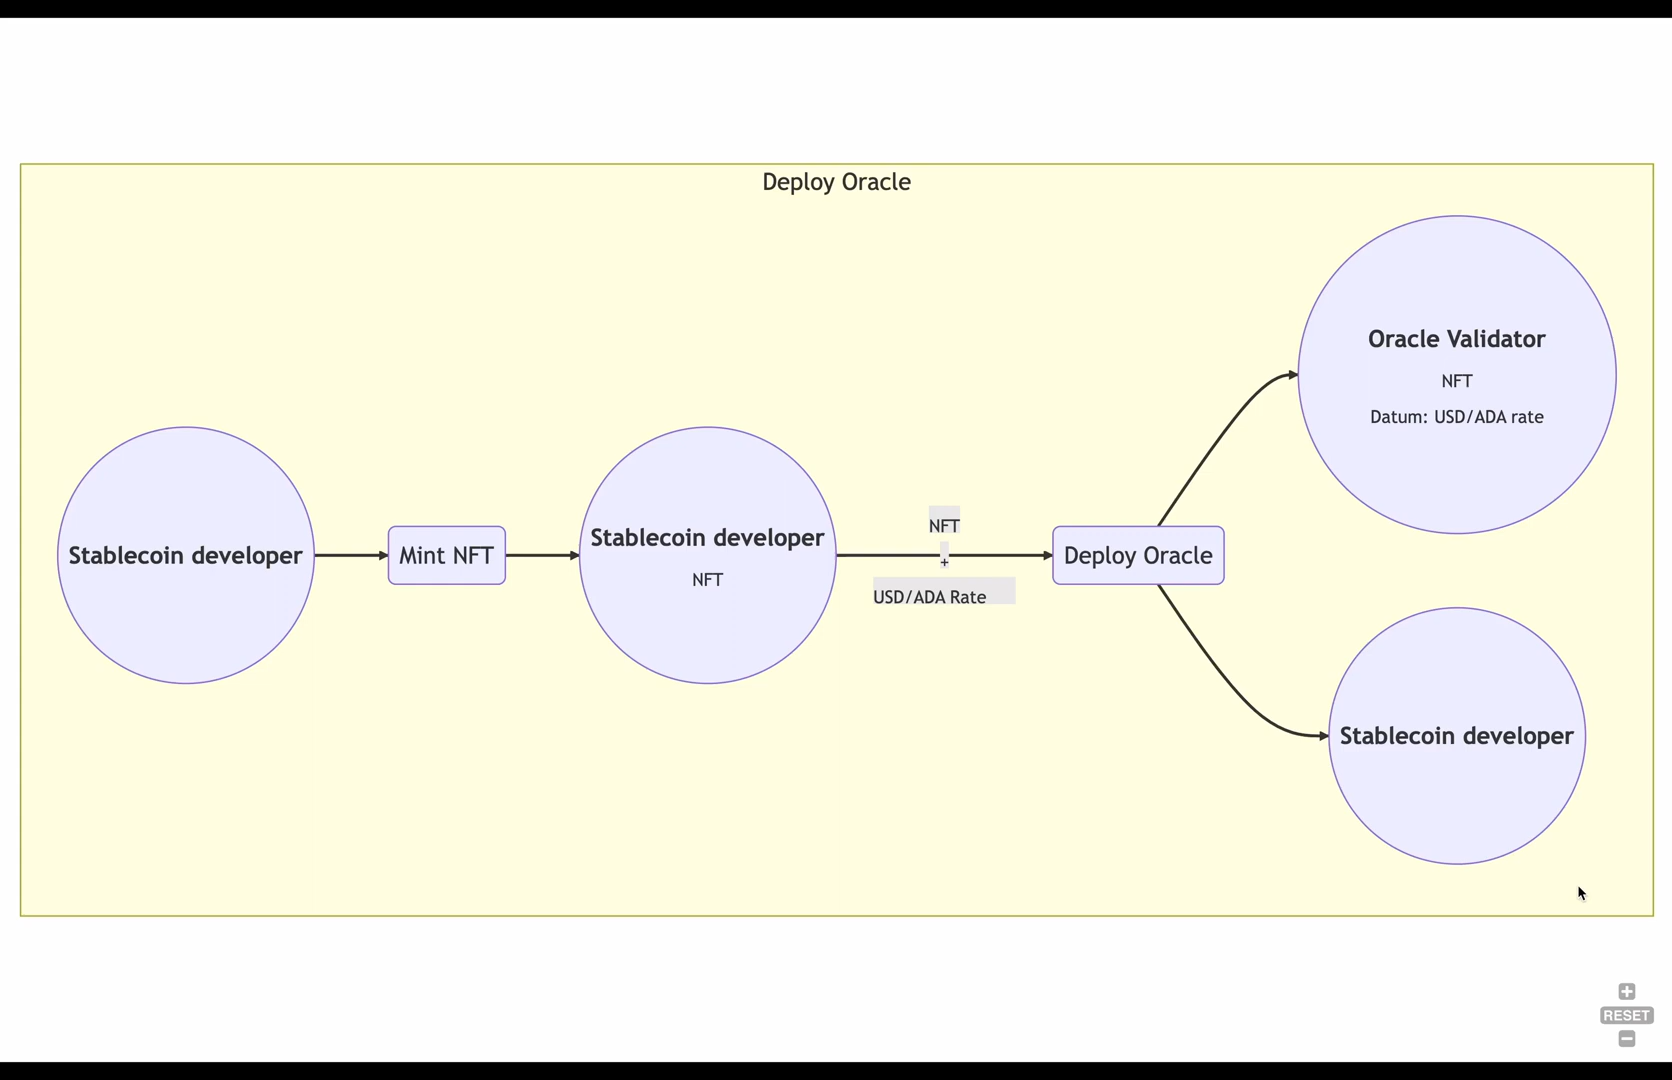 Deploy Oracle
Stablecoin developer
Mint NFT
Stablecoin developer
NFT
NFT
+
USD/ADA Rate
Deploy Oracle
Oracle Validator
NFT
Datum: USD/ADA rate
Stablecoin developer
RESET